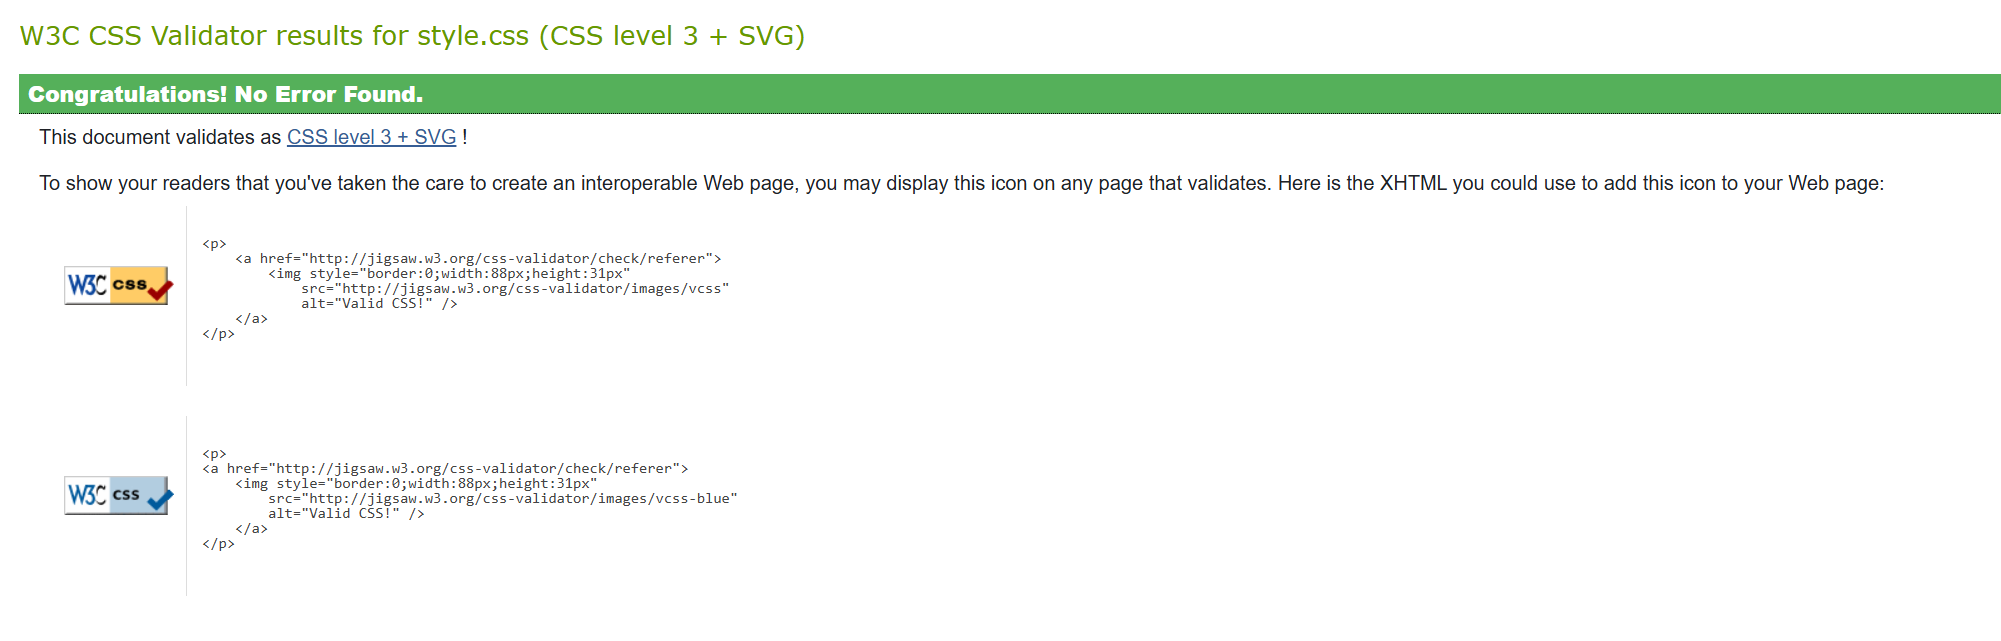 W3C CSS Validator results for style.css (CSS level 3 + SVG)
Congratulations! No Error Found.
This document validates as CSS level 3 + SVG !
To show your readers that you've taken the care to create an interoperable Web page, you may display this icon on any page that validates. Here is the XHTML you could use to add this icon to your Web page:
W3C css
<p>
    <a href="http://jigsaw.w3.org/css-validator/check/referer">
        <img style="border:0;width:88px;height:31px"
            src="http://jigsaw.w3.org/css-validator/images/vcss"
            alt="Valid CSS!" />
    </a>
</p>
W3C css
<p>
<a href="http://jigsaw.w3.org/css-validator/check/referer">
    <img style="border:0;width:88px;height:31px"
        src="http://jigsaw.w3.org/css-validator/images/vcss-blue"
        alt="Valid CSS!" />
    </a>
</p>